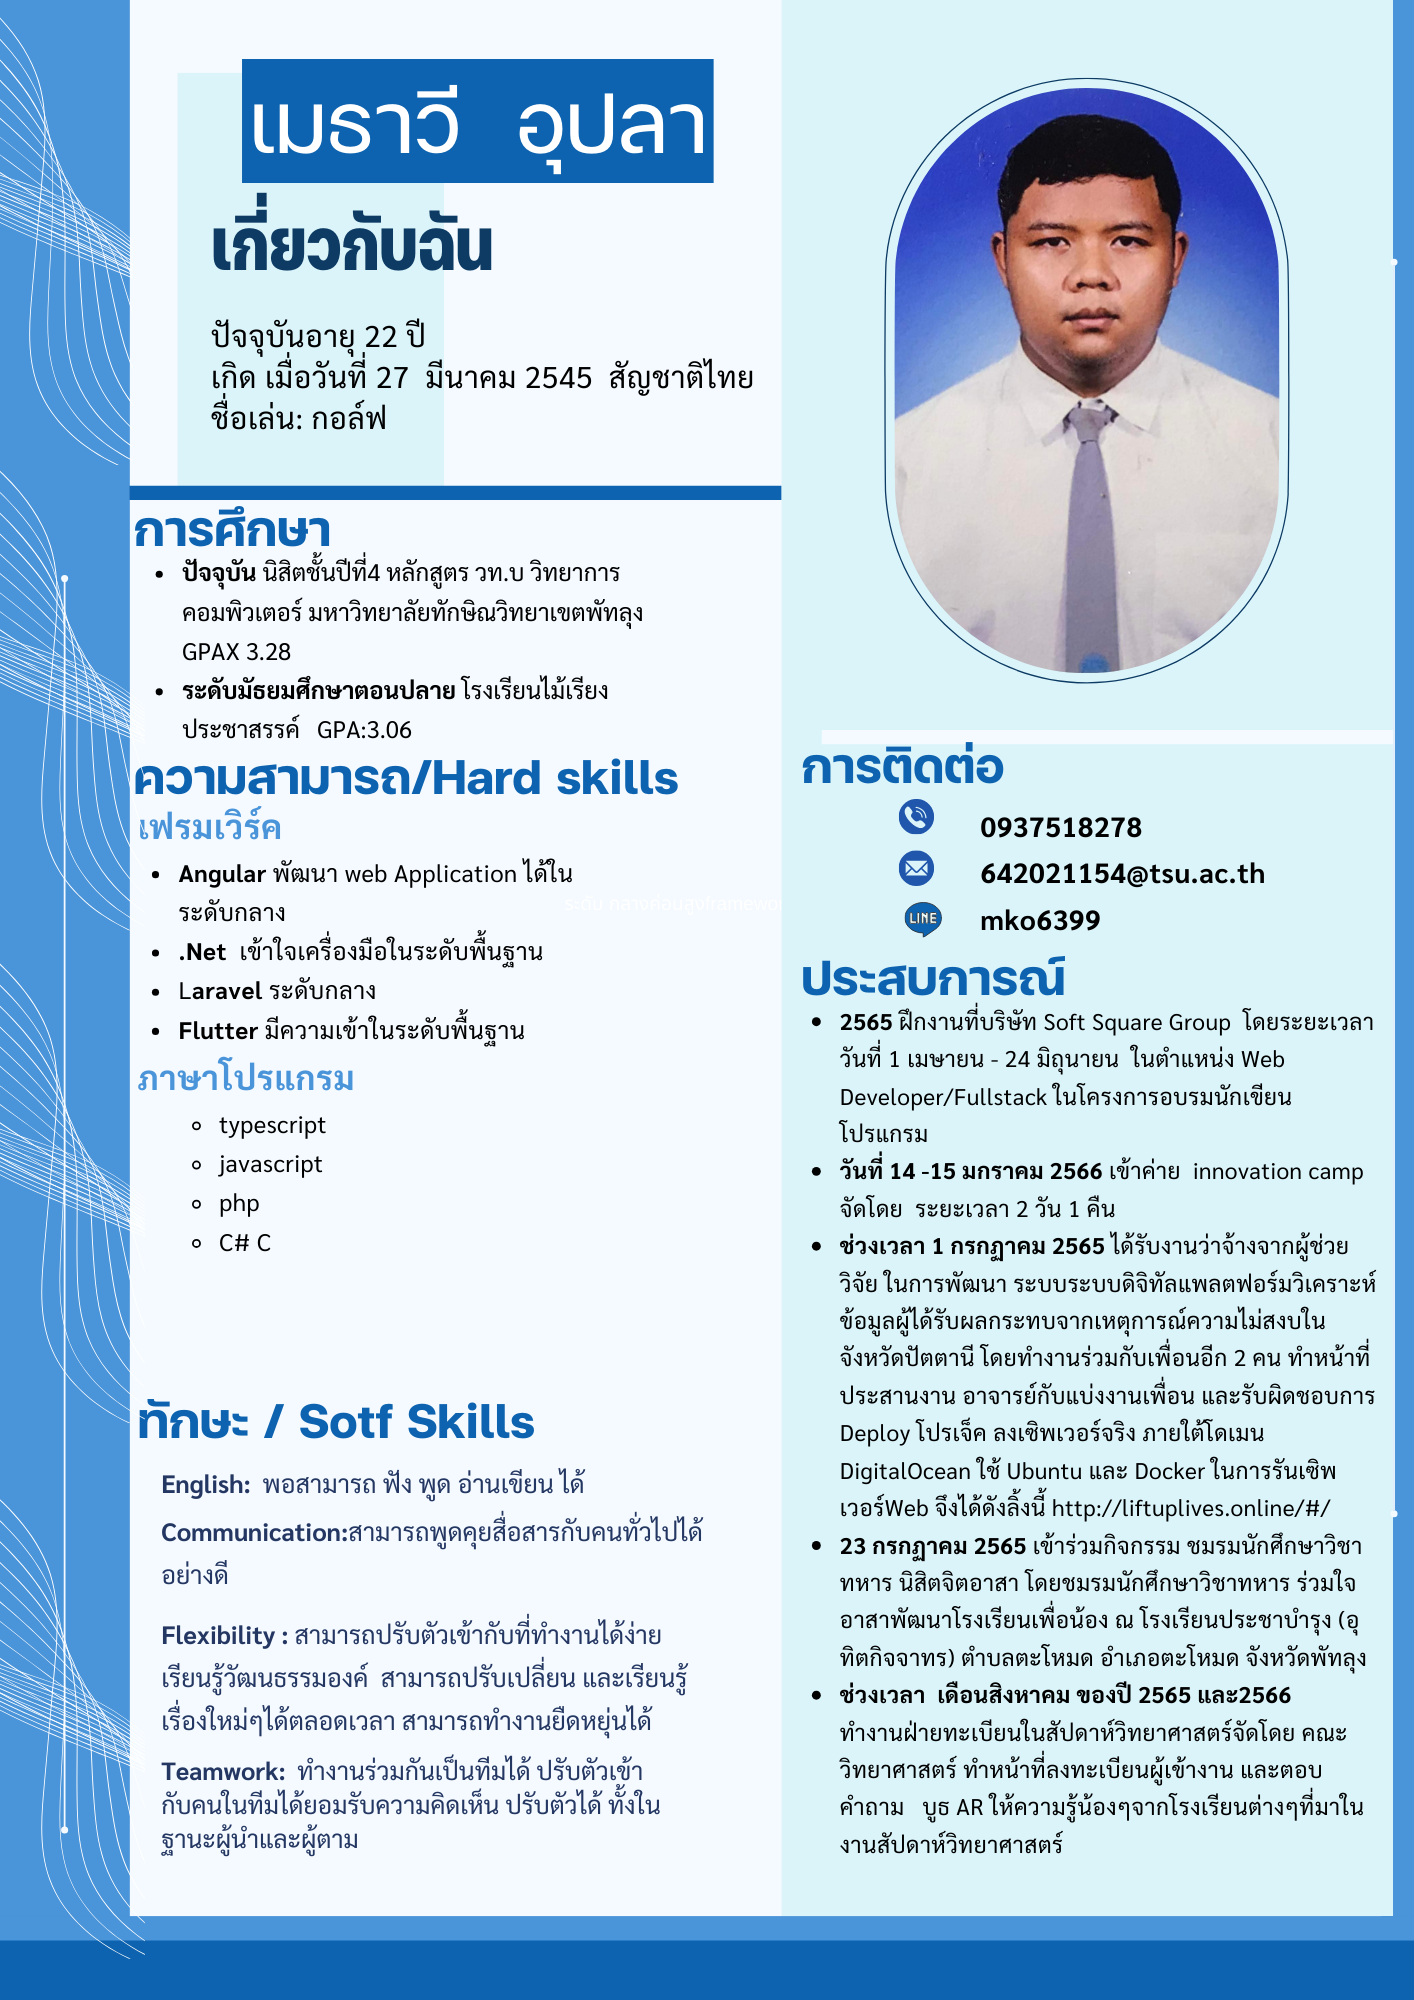 เมธาวี อุปลา
เกี่ยวกับฉัน
ปัจจุบันอายุ 22 ปี
เกิด เมื่อวันที่ 27 มีนาคม 2545 สัญชาติไทย
ชื่อเล่น: กอล์ฟ
การศึกษา
• ปัจจุบัน นิสิตชั้นปีที่4 หลักสูตร วท.บ วิทยาการ
คอมพิวเตอร์ มหาวิทยาลัยทักษิณวิทยาเขตพัทลุง
GPAX 3.28
• ระดับมัธยมศึกษาตอนปลาย โรงเรียนไม้เรียง
ประชาสรรค์ GPA:3.06
ความสามารถ/Hard skills
เฟรมเวิร์ค
• Angular พัฒนา web Application ได้ใน
ระดับกลาง
ระดับ กลางค่อนสูงframewor
• .Net เข้าใจเครื่องมือในระดับพื้นฐาน
• Laravel ระดับกลาง
• Flutter มีความเข้าในระดับพื้นฐาน
ภาษาโปรแกรม
typescript
javascript
php
C# C
ทักษะ / Sotf Skills
English: พอสามารถ ฟัง พูด อ่านเขียน ได้
Communication:สามารถพูดคุยสื่อสารกับคนทั่วไปได้
อย่างดี
Flexibility : สามารถปรับตัวเข้ากับที่ทำงานได้ง่าย
เรียนรู้วัฒนธรรมองค์ สามารถปรับเปลี่ยน และเรียนรู้
เรื่องใหม่ๆได้ตลอดเวลา สามารถทำงานยืดหยุ่นได้
Teamwork: ทำงานร่วมกันเป็นทีมได้ ปรับตัวเข้า
กับคนในทีมได้ยอมรับความคิดเห็น ปรับตัวได้ ทั้งใน
ฐานะผู้นำและผู้ตาม
การติดต่อ
0937518278
642021154@tsu.ac.th
LINE mko6399
ประสบการณ์
• 2565 ฝึกงานที่บริษัท Soft Square Group โดยระยะเวลา
วันที่ 1 เมษายน - 24 มิถุนายน ในตำแหน่ง Web
Developer/Fullstack ในโครงการอบรมนักเขียน
โปรแกรม
• วันที่ 14 -15 มกราคม 2566 เข้าค่าย innovation camp
จัดโดย ระยะเวลา 2 วัน 1 คืน
• ช่วงเวลา 1 กรกฏาคม 2565 ได้รับงานว่าจ้างจากผู้ช่วย
วิจัย ในการพัฒนา ระบบระบบดิจิทัลแพลตฟอร์มวิเคราะห์
ข้อมูลผู้ได้รับผลกระทบจากเหตุการณ์ความไม่สงบใน
จังหวัดปัตตานี โดยทำงานร่วมกับเพื่อนอีก 2 คน ทำหน้าที่
ประสานงาน อาจารย์กับแบ่งงานเพื่อน และรับผิดชอบการ
Deploy โปรเจ็ค ลงเซิพเวอร์จริง ภายใต้โดเมน
DigitalOcean ใช้ Ubuntu และ Docker ในการรันเซิพ
เวอร์Web จึงได้ดังลิ้งนี้ http://liftuplives.online/#/
• 23 กรกฏาคม 2565 เข้าร่วมกิจกรรม ชมรมนักศึกษาวิชา
ทหาร นิสิตจิตอาสา โดยชมรมนักศึกษาวิชาทหาร ร่วมใจ
อาสาพัฒนาโรงเรียนเพื่อน้อง ณ โรงเรียนประชาบำรุง (อุ
ทิตกิจจาทร) ตำบลตะโหมด อำเภอตะโหมด จังหวัดพัทลุง
• ช่วงเวลา เดือนสิงหาคม ของปี 2565 และ2566
ทำงานฝ่ายทะเบียนในสัปดาห์วิทยาศาสตร์จัดโดย คณะ
วิทยาศาสตร์ ทำหน้าที่ลงทะเบียนผู้เข้างาน และตอบ
คำถาม บูธ AR ให้ความรู้น้องๆจากโรงเรียนต่างๆที่มาใน
งานสัปดาห์วิทยาศาสตร์